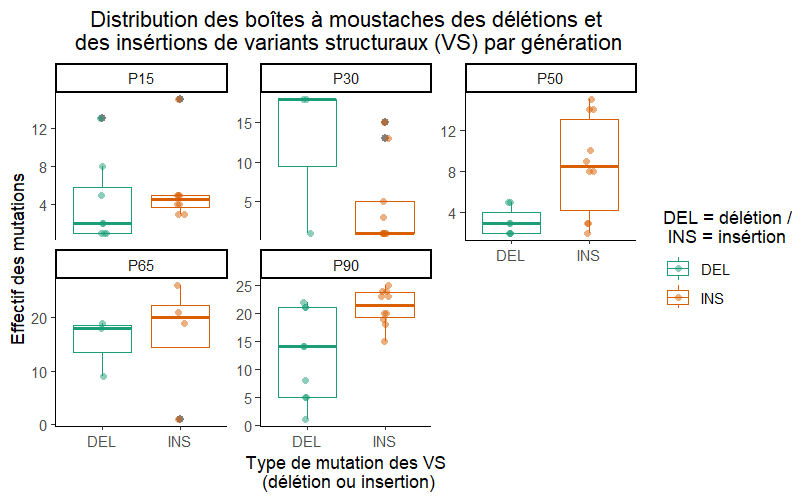 Distribution des boîtes à moustaches des délétions et
des insértions de variants structuraux (VS) par génération
P15
P30
P50
12
8
4
15
10
5
12
8
4
DEL
INS
P65
P90
20
10
0
25
20
15
10
5
0
DEL
INS
DEL
INS
Effectif des mutations
Type de mutation des VS
(délétion ou insertion)
DEL = délétion /
INS = insértion
DEL
INS